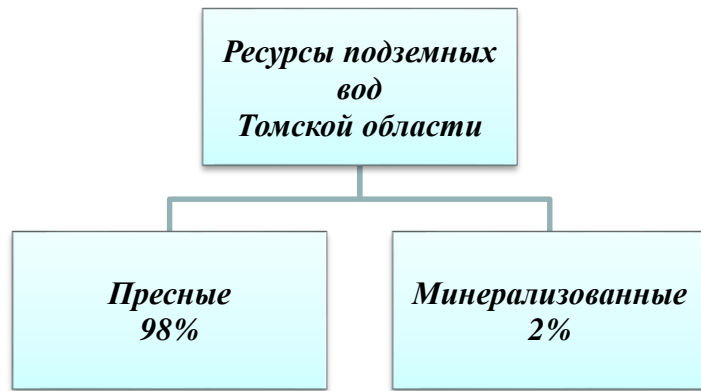 Ресурсы подземных
вод
Томской области
Пресные
98%
Минерализованные
2%